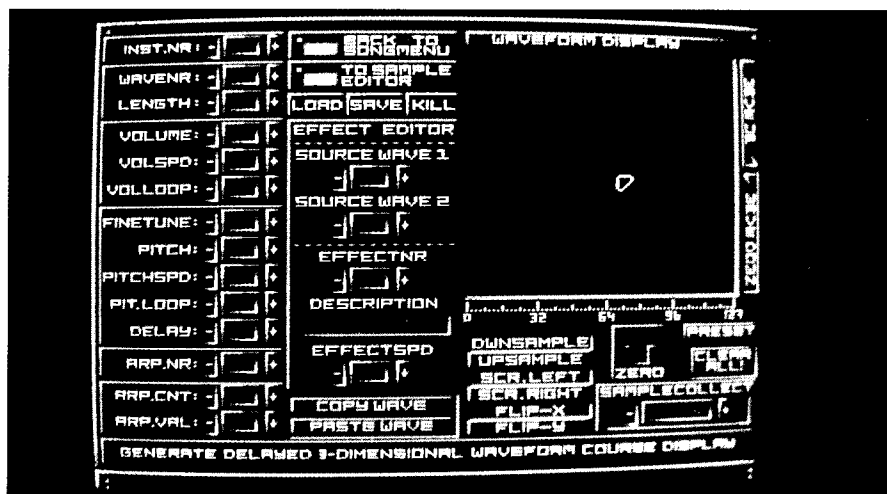 INST.NR: - +
WAVENR: - +
LENGTH: - +
VOLUME: - +
VOLSPD: - +
VOLLOOP: - +
FINETUNE: - +
PITCH: - +
PITCHSPD: - +
PIT.LOOP: - +
DELAY: - +
ARP.NR: - +
ARP.CNT: - +
ARP.VAL: - +
BACK TO
SONGMENU
TO SAMPLE
EDITOR
LOAD SAVE KILL
EFFECT EDITOR
SOURCE WAVE 1
- +
SOURCE WAVE 2
- +
EFFECTNR
- +
DESCRIPTION
EFFECTSPD
- +
COPY WAVE
PASTE WAVE
WAVEFORM DISPLAY
0 32 64 96 127
DWNSAMPLE
UPSAMPLE
SCR.LEFT
SCR.RIGHT
FLIP-X
FLIP-Y
ZERO
PRESET
CLEAR
ALL!
SAMPLECOLLECT
- +
GENERATE DELAYED 3-DIMENSIONAL WAVEFORM COURSE DISPLAY